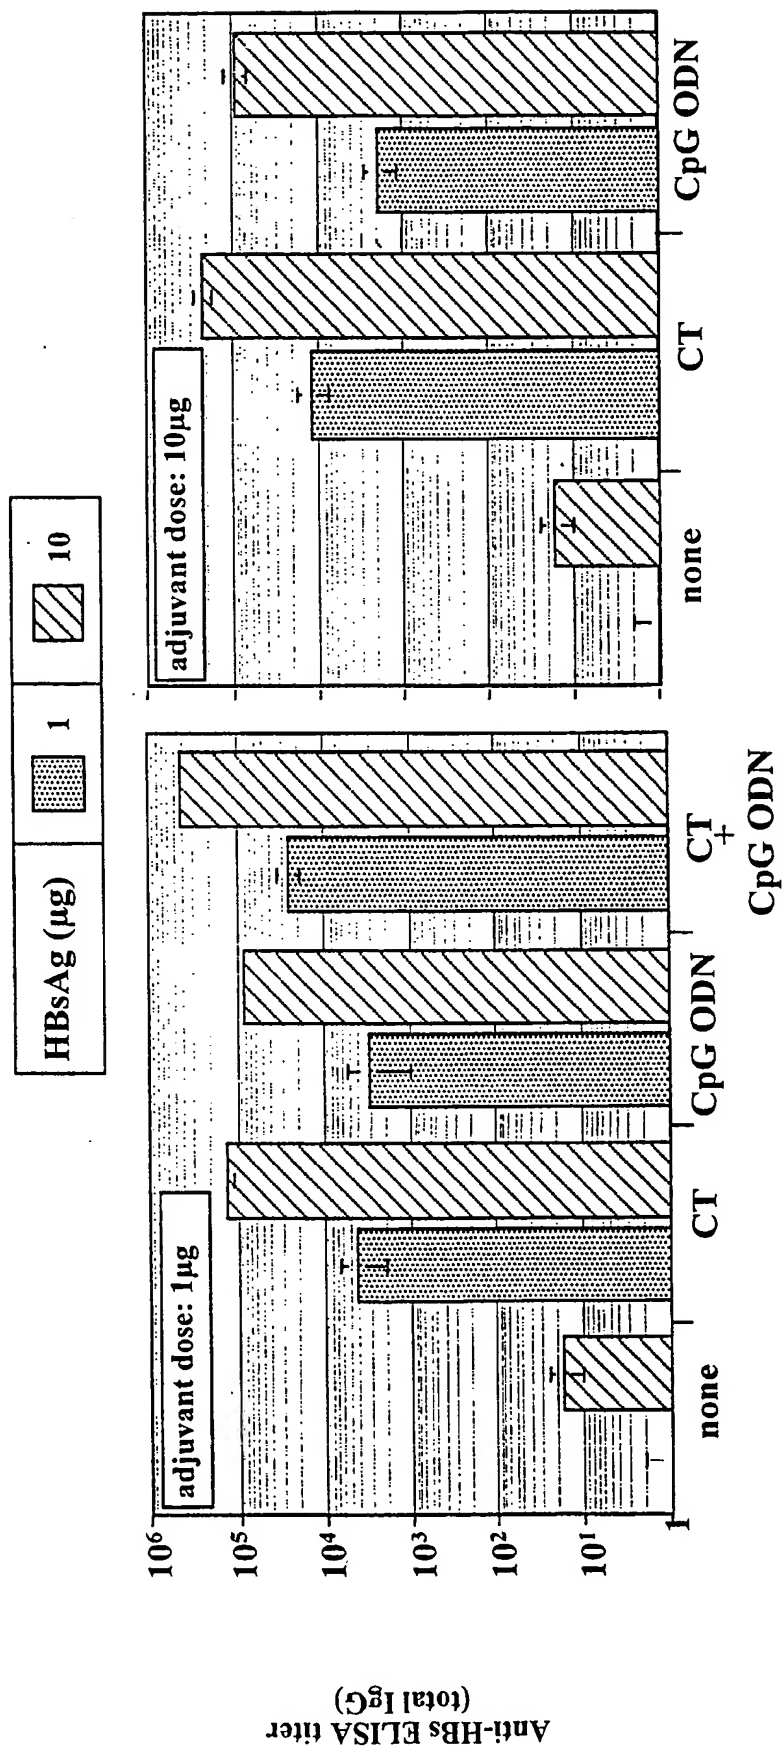 HBsAg (µg) 1 10
Anti-HBs ELISA titer
(total IgG)
adjuvant dose: 1µg
10⁶
10⁵
10⁴
10³
10²
10¹
1
none CT CpG ODN CT
+
CpG ODN
adjuvant dose: 10µg
none CT CpG ODN